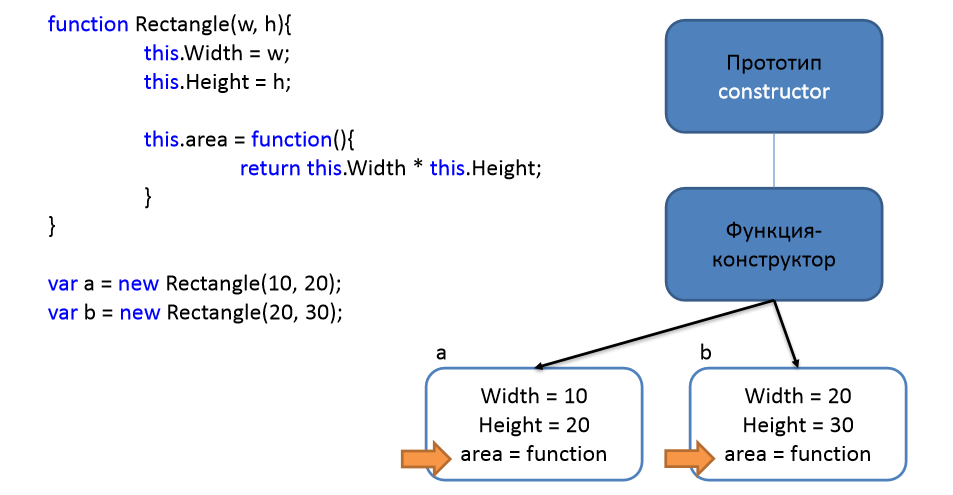 function Rectangle(w, h){
this.Width = w;
this.Height = h;
this.area = function(){
return this.Width * this.Height;
}
}
var a = new Rectangle(10, 20);
var b = new Rectangle(20, 30);
Прототип
constructor
Функция-
конструктор
a
Width = 10
Height = 20
area = function
b
Width = 20
Height = 30
area = function